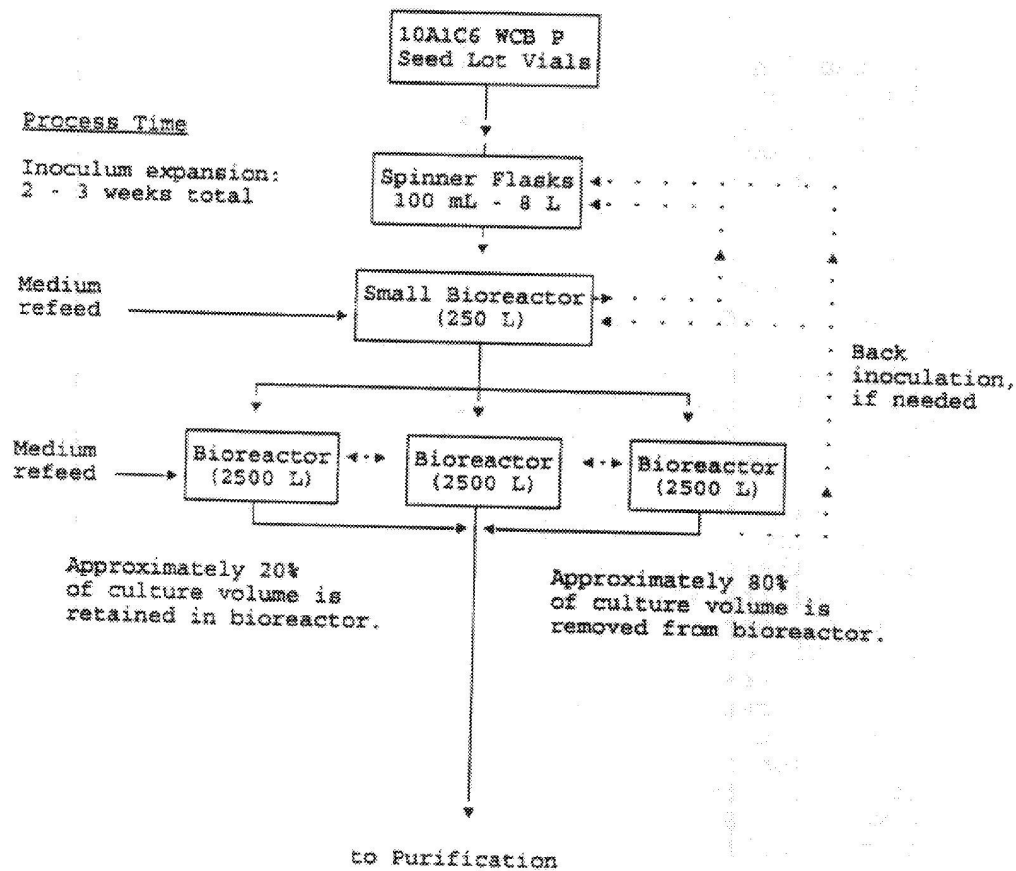 10A1C6 WCB P
Seed Lot Vials
Process Time
Inoculum expansion:
2 - 3 weeks total
Spinner Flasks
100 mL - 8 L
Medium
refeed
Small Bioreactor
(250 L)
Back
inoculation,
if needed
Medium
refeed
Bioreactor
(2500 L)
Bioreactor
(2500 L)
Bioreactor
(2500 L)
Approximately 20%
of culture volume is
retained in bioreactor.
Approximately 80%
of culture volume is
removed from bioreactor.
to Purification